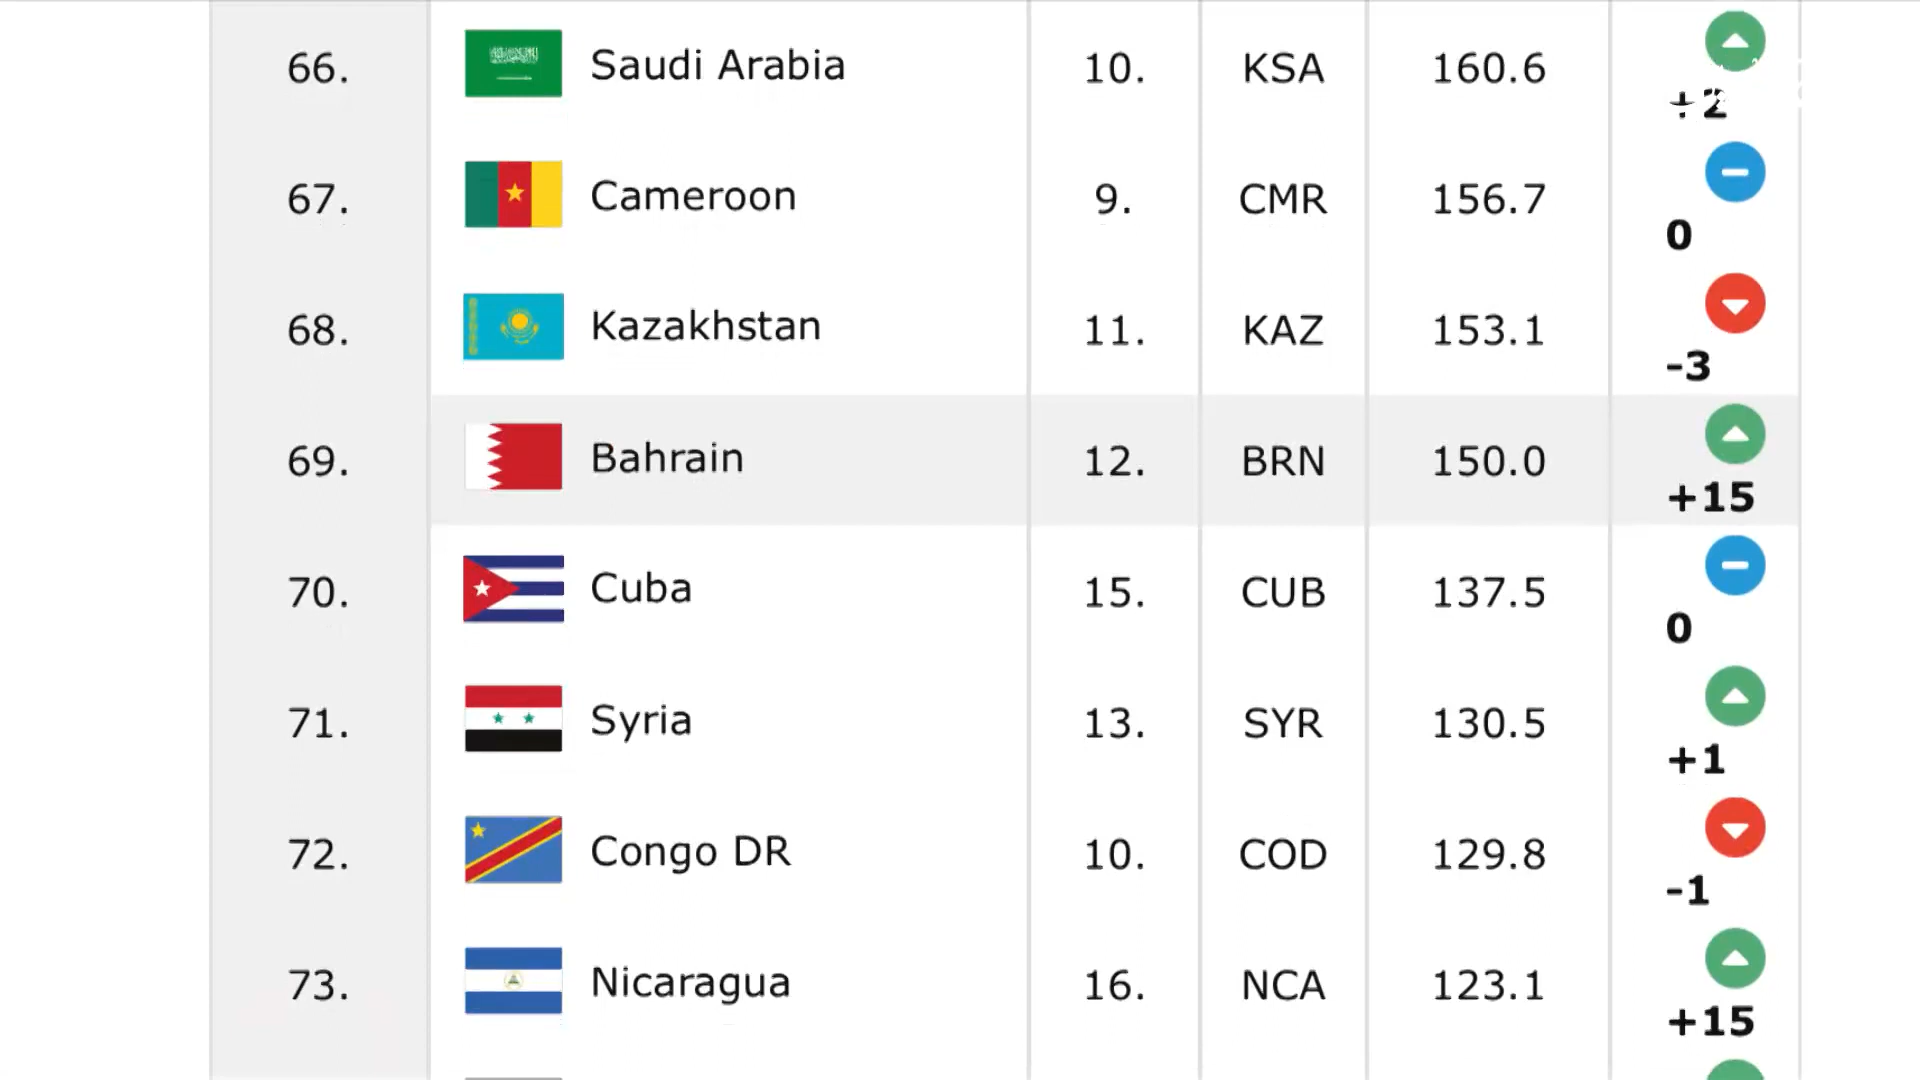 66. Saudi Arabia 10. KSA 160.6 +2
67. Cameroon 9. CMR 156.7 0
68. Kazakhstan 11. KAZ 153.1 -3
69. Bahrain 12. BRN 150.0 +15
70. Cuba 15. CUB 137.5 0
71. Syria 13. SYR 130.5 +1
72. Congo DR 10. COD 129.8 -1
73. Nicaragua 16. NCA 123.1 +15